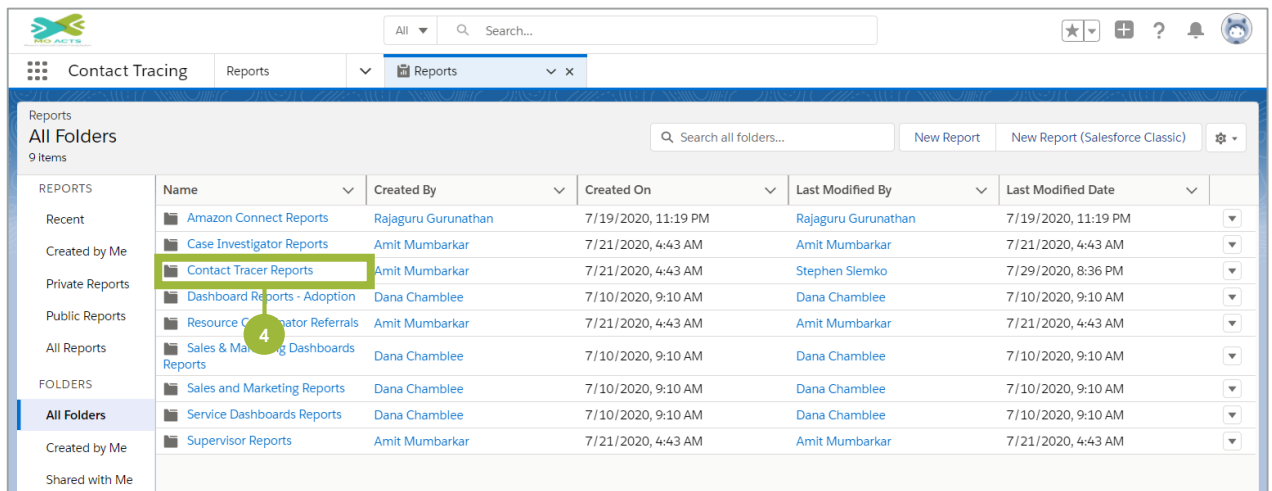 MO ACTS
All Search...
Contact Tracing Reports Reports
Reports
All Folders
9 items
Search all folders... New Report New Report (Salesforce Classic)
REPORTS Name Created By Created On Last Modified By Last Modified Date
Recent Amazon Connect Reports Rajaguru Gurunathan 7/19/2020, 11:19 PM Rajaguru Gurunathan 7/19/2020, 11:19 PM
Created by Me Case Investigator Reports Amit Mumbarkar 7/21/2020, 4:43 AM Amit Mumbarkar 7/21/2020, 4:43 AM
Contact Tracer Reports Amit Mumbarkar 7/21/2020, 4:43 AM Stephen Slemko 7/29/2020, 8:36 PM
Private Reports Dashboard Reports - Adoption Dana Chamblee 7/10/2020, 9:10 AM Dana Chamblee 7/10/2020, 9:10 AM
Public Reports Resource C nator Referrals Amit Mumbarkar 7/21/2020, 4:43 AM Amit Mumbarkar 7/21/2020, 4:43 AM
4
All Reports Sales & Ma g Dashboards Reports Dana Chamblee 7/10/2020, 9:10 AM Dana Chamblee 7/10/2020, 9:10 AM
FOLDERS Sales and Marketing Reports Dana Chamblee 7/10/2020, 9:10 AM Dana Chamblee 7/10/2020, 9:10 AM
All Folders Service Dashboards Reports Dana Chamblee 7/10/2020, 9:10 AM Dana Chamblee 7/10/2020, 9:10 AM
Created by Me Supervisor Reports Amit Mumbarkar 7/21/2020, 4:43 AM Amit Mumbarkar 7/21/2020, 4:43 AM
Shared with Me